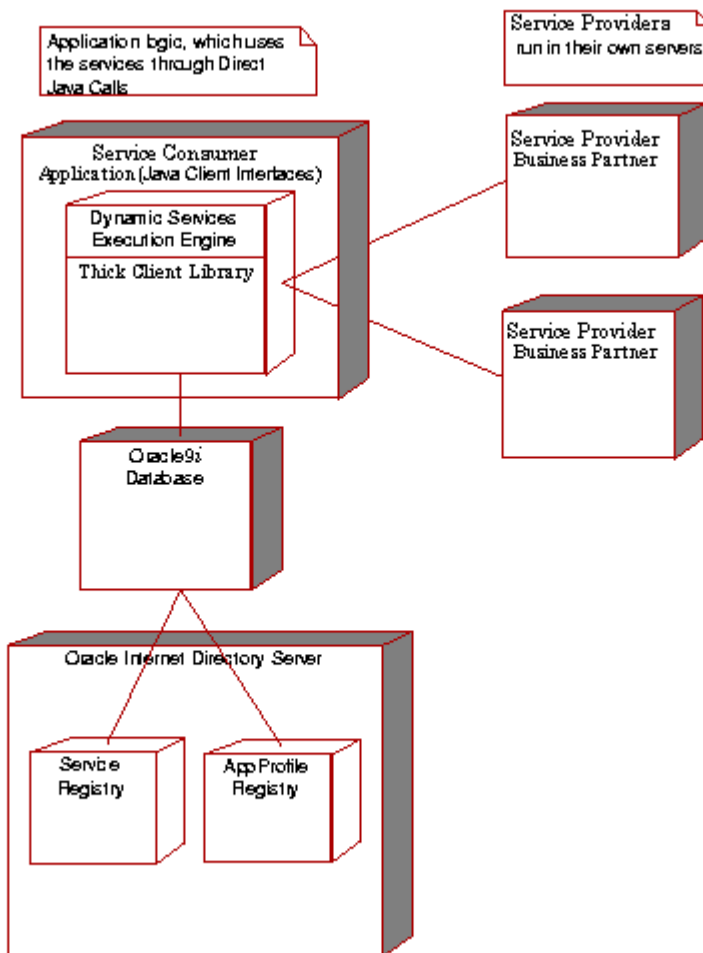 Application logic, which uses
the services through Direct
Java Calls
Service Providers
run in their own servers
Service Consumer
Application (Java Client Interfaces)
Dynamic Services
Execution Engine
Thick Client Library
Service Provider
Business Partner
Service Provider
Business Partner
Oracle9i
Database
Oracle Internet Directory Server
Service
Registry
App Profile
Registry